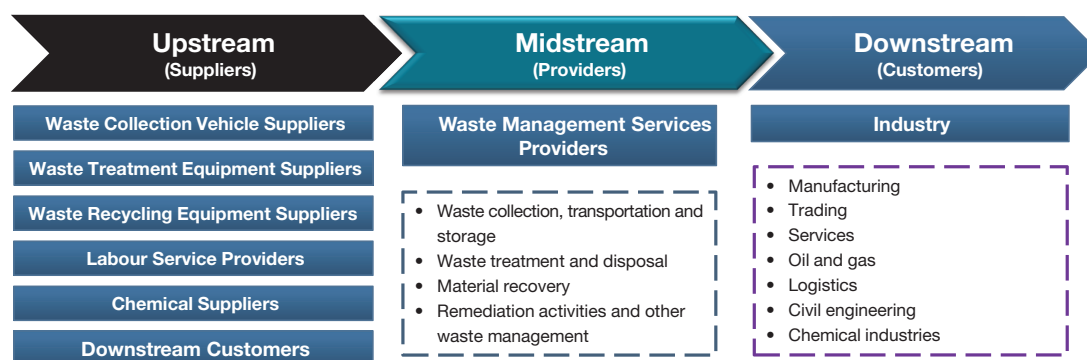 Upstream
(Suppliers)
Midstream
(Providers)
Downstream
(Customers)
Waste Collection Vehicle Suppliers
Waste Treatment Equipment Suppliers
Waste Recycling Equipment Suppliers
Labour Service Providers
Chemical Suppliers
Downstream Customers
Waste Management Services
Providers
• Waste collection, transportation and
storage
• Waste treatment and disposal
• Material recovery
• Remediation activities and other
waste management
Industry
• Manufacturing
• Trading
• Services
• Oil and gas
• Logistics
• Civil engineering
• Chemical industries